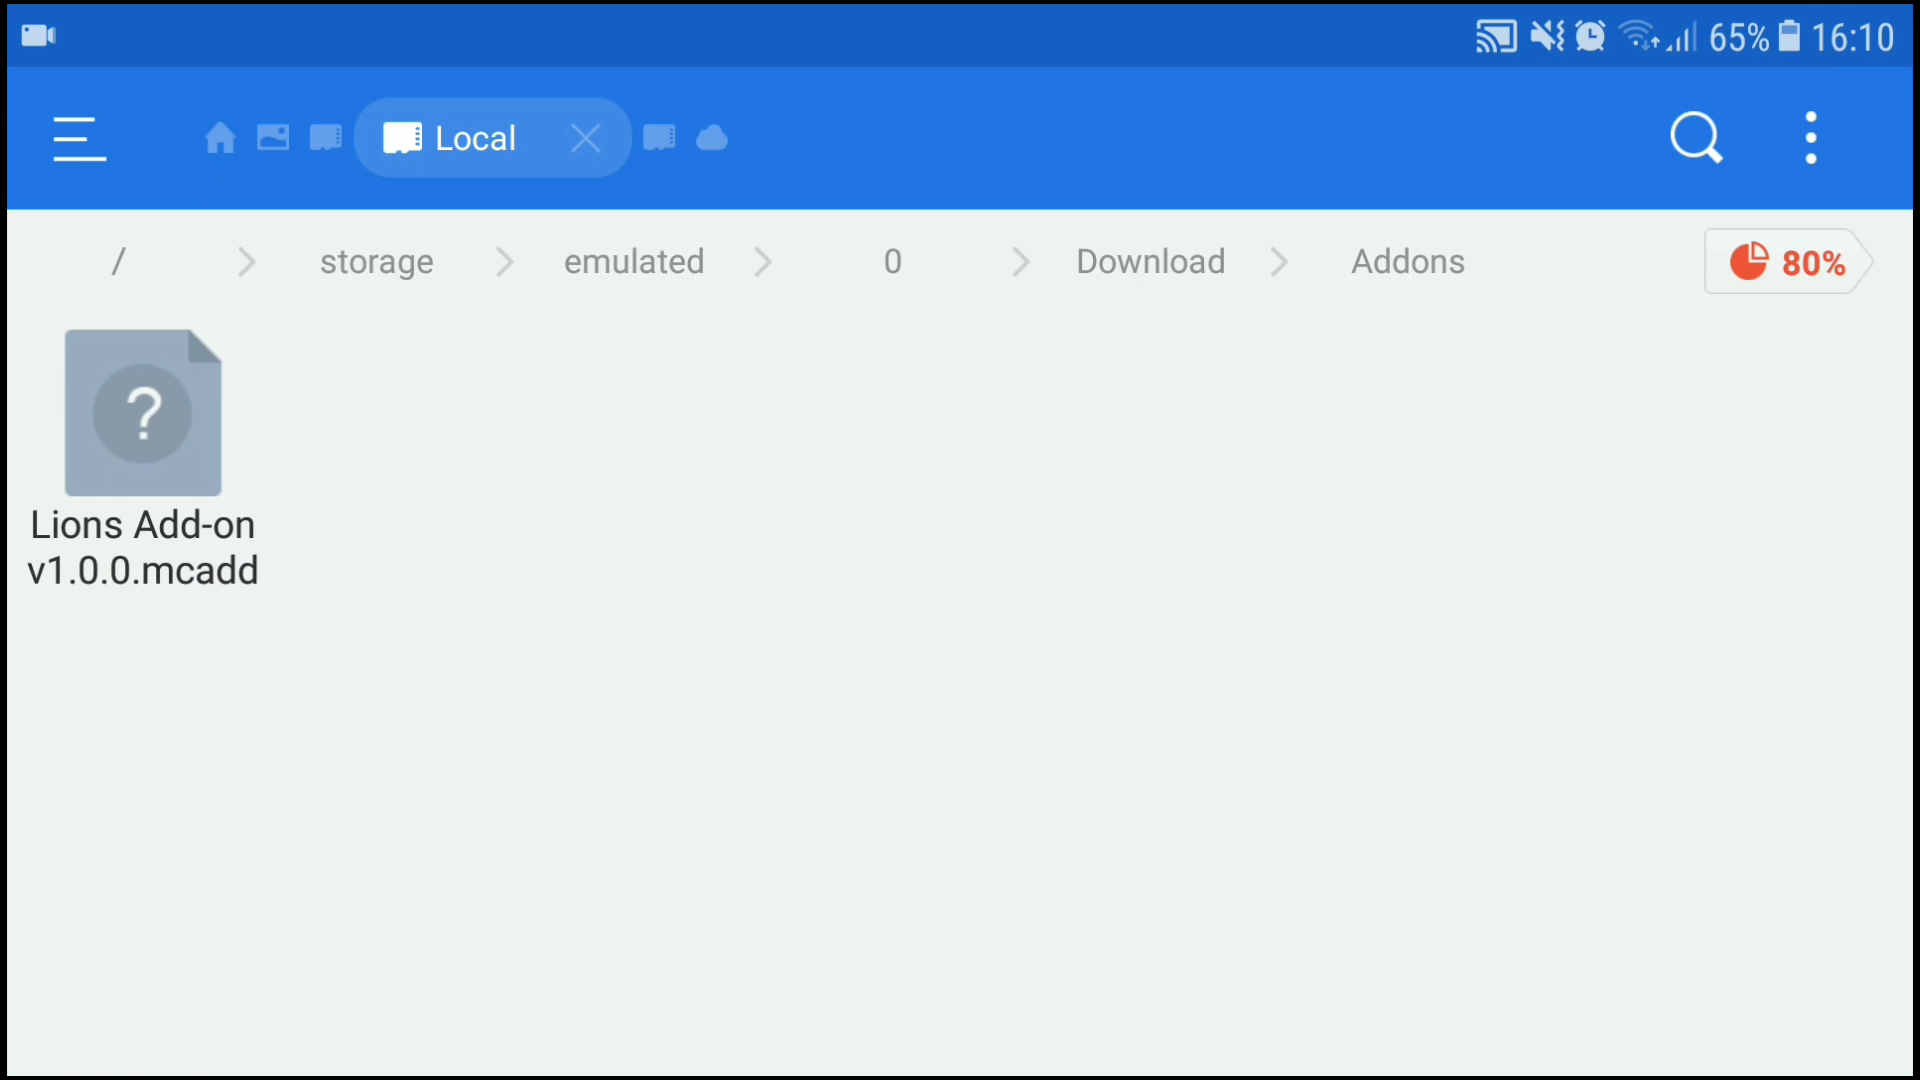 65% 16:10
Local
/ storage emulated 0 Download Addons 80%
?
Lions Add-on
v1.0.0.mcadd